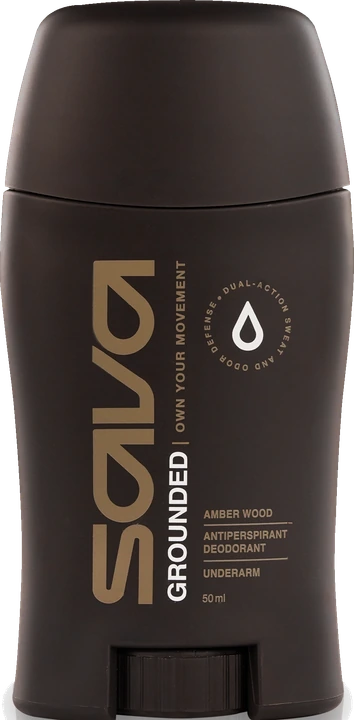 sava
GROUNDED | OWN YOUR MOVEMENT
DUAL-ACTION SWEAT AND ODOR DEFENSE •
AMBER WOOD
ANTIPERSPIRANT
DEODORANT
UNDERARM
50 ml